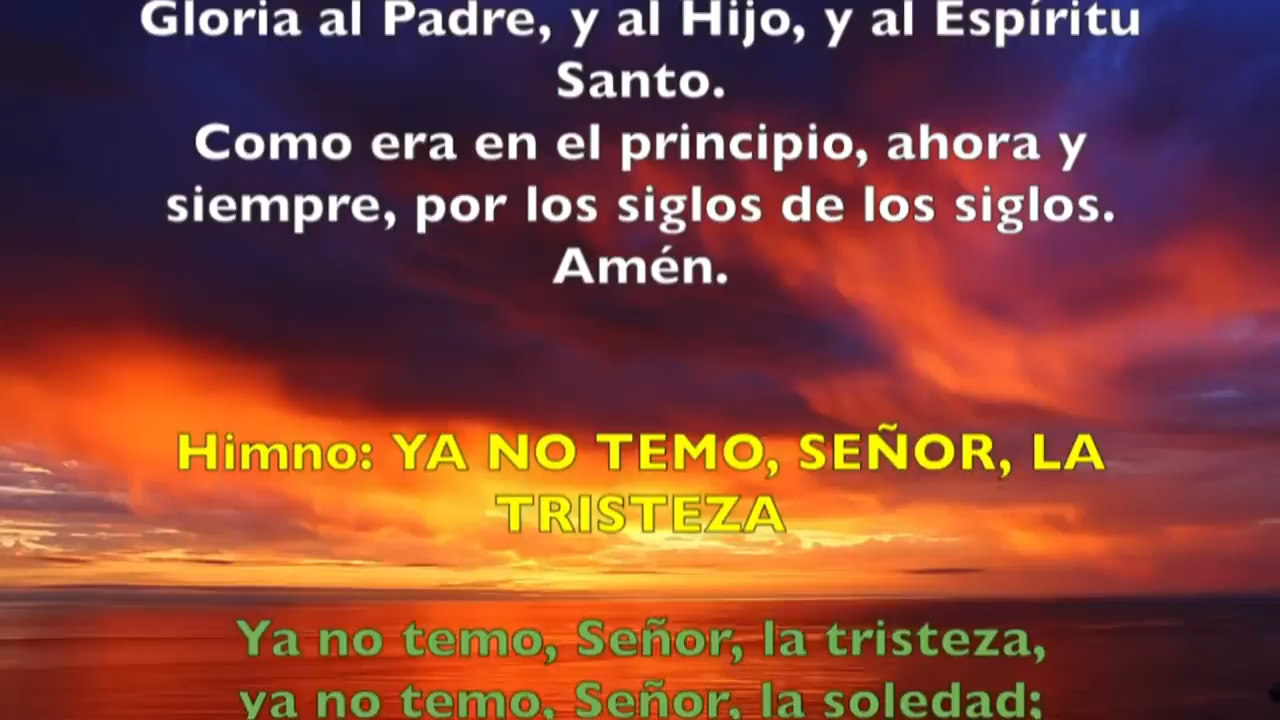 Gloria al Padre, y al Hijo, y al Espíritu
Santo.
Como era en el principio, ahora y
siempre, por los siglos de los siglos.
Amén.
Himno: YA NO TEMO, SEÑOR, LA
TRISTEZA
Ya no temo, Señor, la tristeza,
ya no temo, Señor, la soledad;